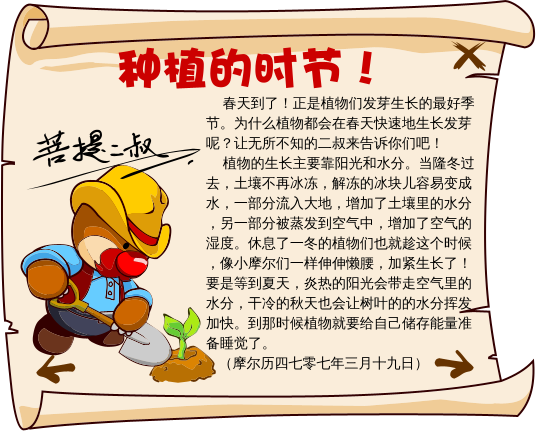 种植的时节！
菩提二叔
春天到了！正是植物们发芽生长的最好季
节。为什么植物都会在春天快速地生长发芽
呢？让无所不知的二叔来告诉你们吧！
植物的生长主要靠阳光和水分。当隆冬过
去，土壤不再冰冻，解冻的冰块儿容易变成
水，一部分流入大地，增加了土壤里的水分
，另一部分被蒸发到空气中，增加了空气的
湿度。休息了一冬的植物们也就趁这个时候
，像小摩尔们一样伸伸懒腰，加紧生长了！
要是等到夏天，炎热的阳光会带走空气里的
水分，干冷的秋天也会让树叶的的水分挥发
加快。到那时候植物就要给自己储存能量准
备睡觉了。
（摩尔历四七零七年三月十九日）